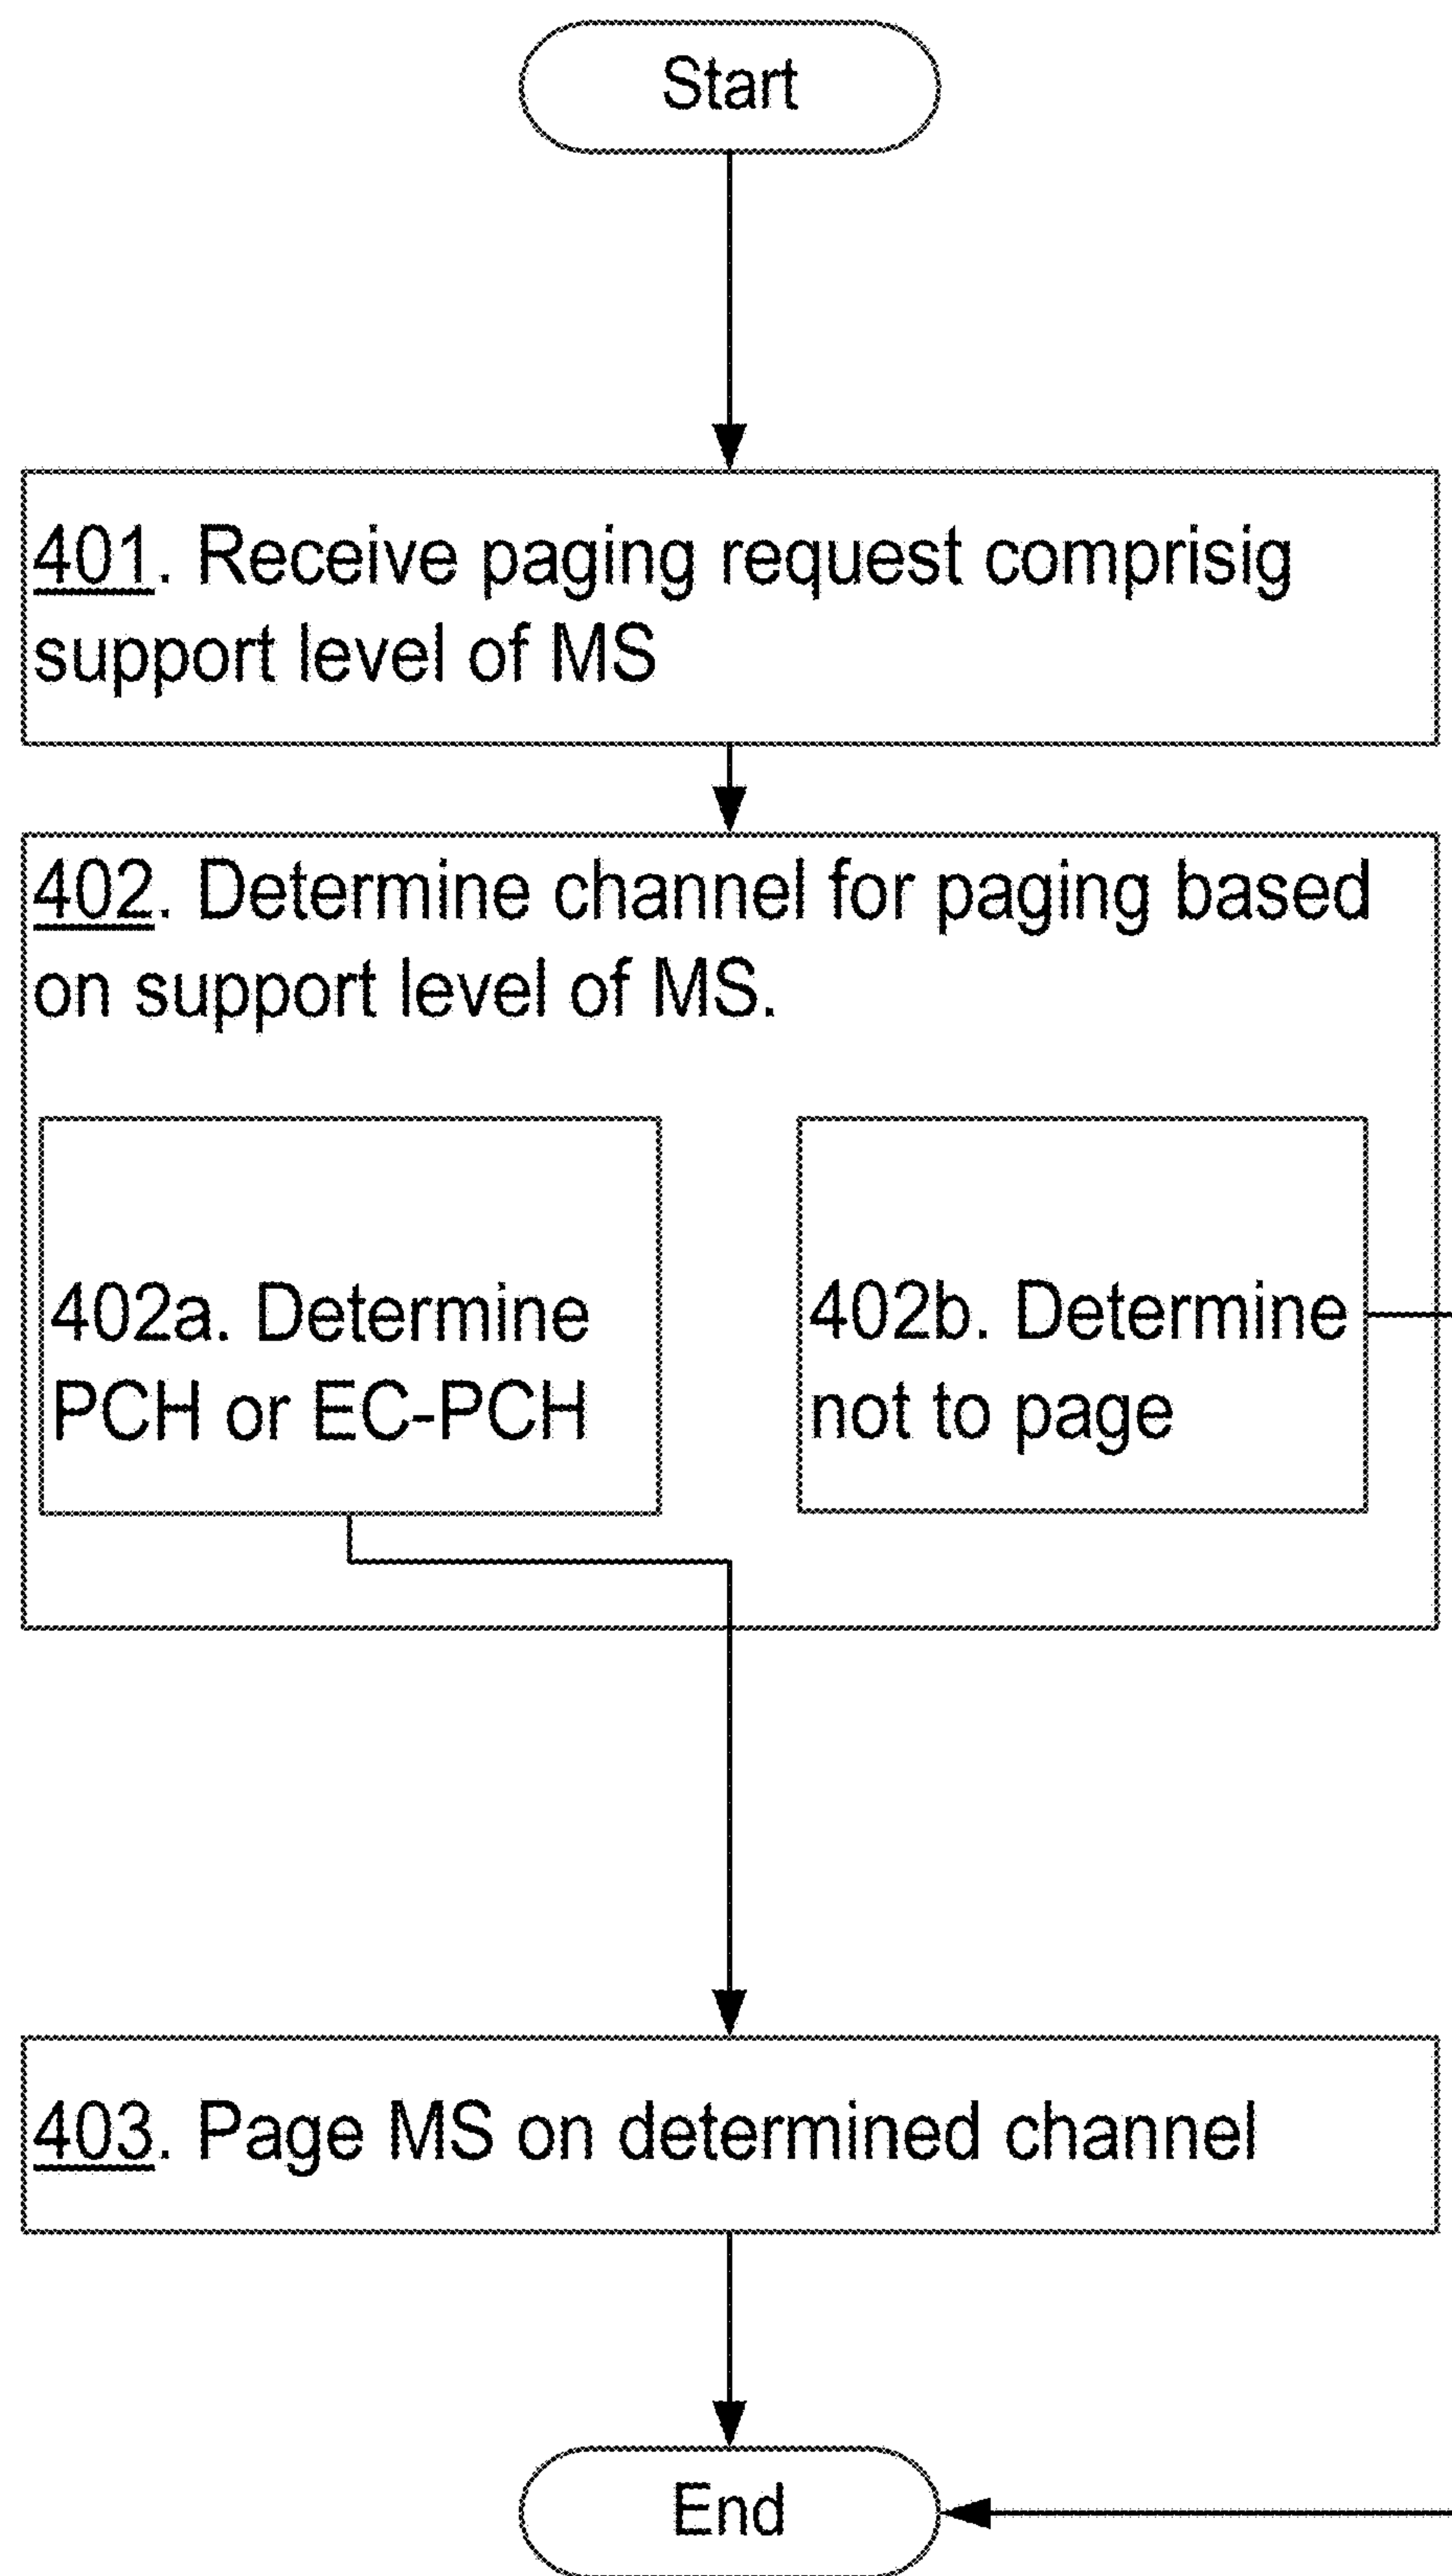 Start
401. Receive paging request comprisig
support level of MS
402. Determine channel for paging based
on support level of MS.
402a. Determine
PCH or EC-PCH
402b. Determine
not to page
403. Page MS on determined channel
End